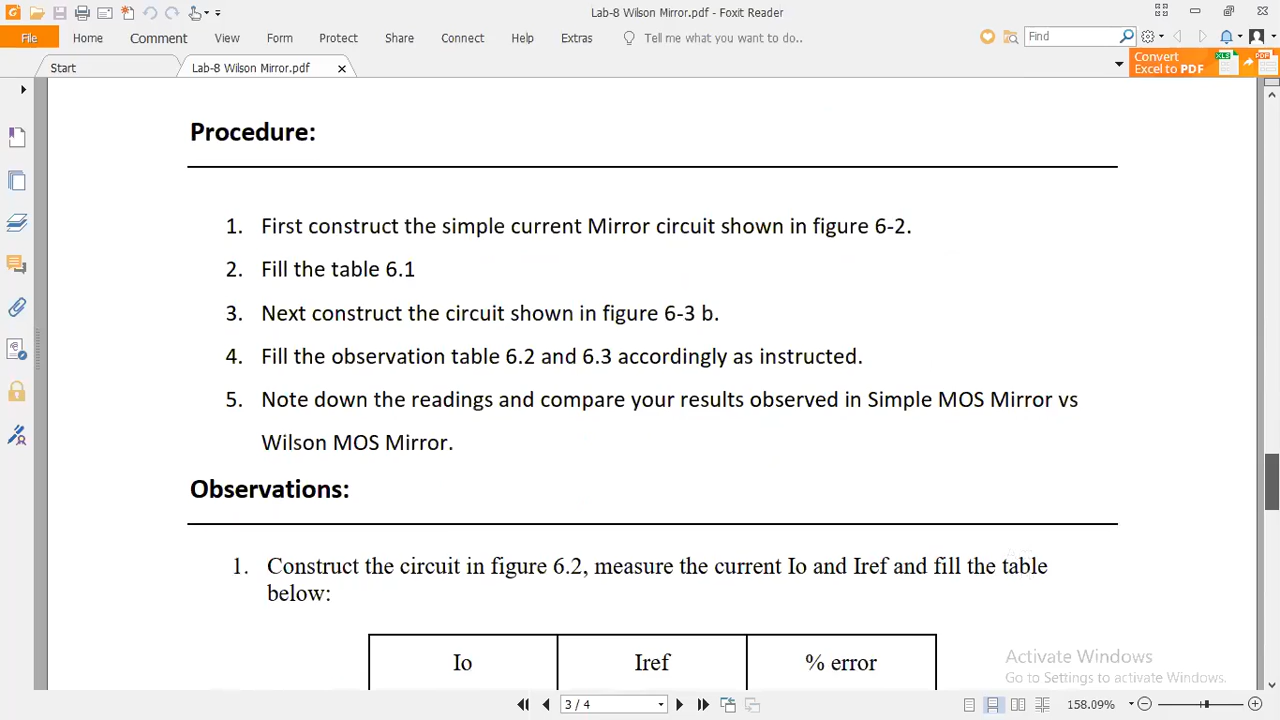 Lab-8 Wilson Mirror.pdf - Foxit Reader
File Home Comment View Form Protect Share Connect Help Extras Tell me what you want to do.. Find
Start Lab-8 Wilson Mirror.pdf
Convert
Excel to PDF
XLS PDF
Procedure:
1. First construct the simple current Mirror circuit shown in figure 6-2.
2. Fill the table 6.1
3. Next construct the circuit shown in figure 6-3 b.
4. Fill the observation table 6.2 and 6.3 accordingly as instructed.
5. Note down the readings and compare your results observed in Simple MOS Mirror vs
Wilson MOS Mirror.
Observations:
1. Construct the circuit in figure 6.2, measure the current Io and Iref and fill the table
below:
Io Iref % error
Activate Windows
Go to Settings to activate Windows.
3 / 4 158.09%